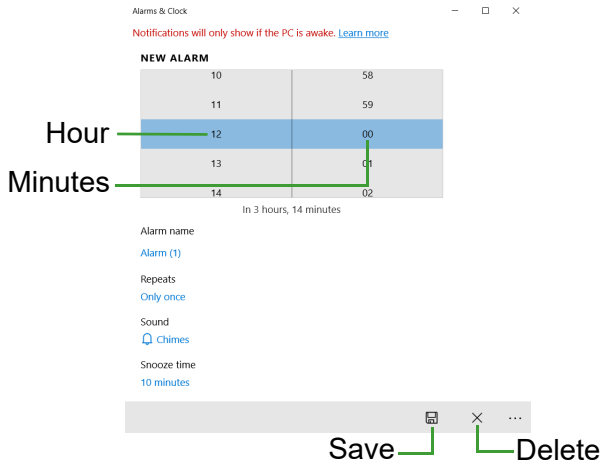 Alarms & Clock
Notifications will only show if the PC is awake. Learn more
NEW ALARM
10 58
11 59
Hour 12 00
13 01
Minutes
14 02
In 3 hours, 14 minutes
Alarm name
Alarm (1)
Repeats
Only once
Sound
Chimes
Snooze time
10 minutes
Save Delete